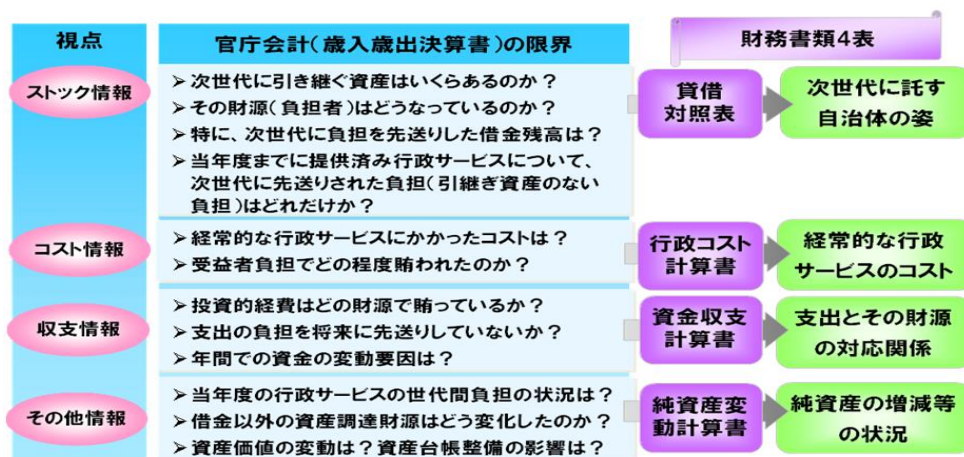 視点
官庁会計(歳入歳出決算書)の限界
財務書類4表
ストック情報
➢次世代に引き継ぐ資産はいくらあるのか?
➢その財源(負担者)はどうなっているのか?
➢特に、次世代に負担を先送りした借金残高は?
➢当年度までに提供済み行政サービスについて、
次世代に先送りされた負担(引継ぎ資産のない
負担)はどれだけか?
貸借
対照表
次世代に託す
自治体の姿
コスト情報
➢経常的な行政サービスにかかったコストは?
➢受益者負担でどの程度賄われたのか?
行政コスト
計算書
経常的な行政
サービスのコスト
収支情報
➢投資的経費はどの財源で賄っているか?
➢支出の負担を将来に先送りしていないか?
➢年間での資金の変動要因は?
資金収支
計算書
支出とその財源
の対応関係
その他情報
➢当年度の行政サービスの世代間負担の状況は?
➢借金以外の資産調達財源はどう変化したのか?
➢資産価値の変動は?資産台帳整備の影響は?
純資産変
動計算書
純資産の増減等
の状況